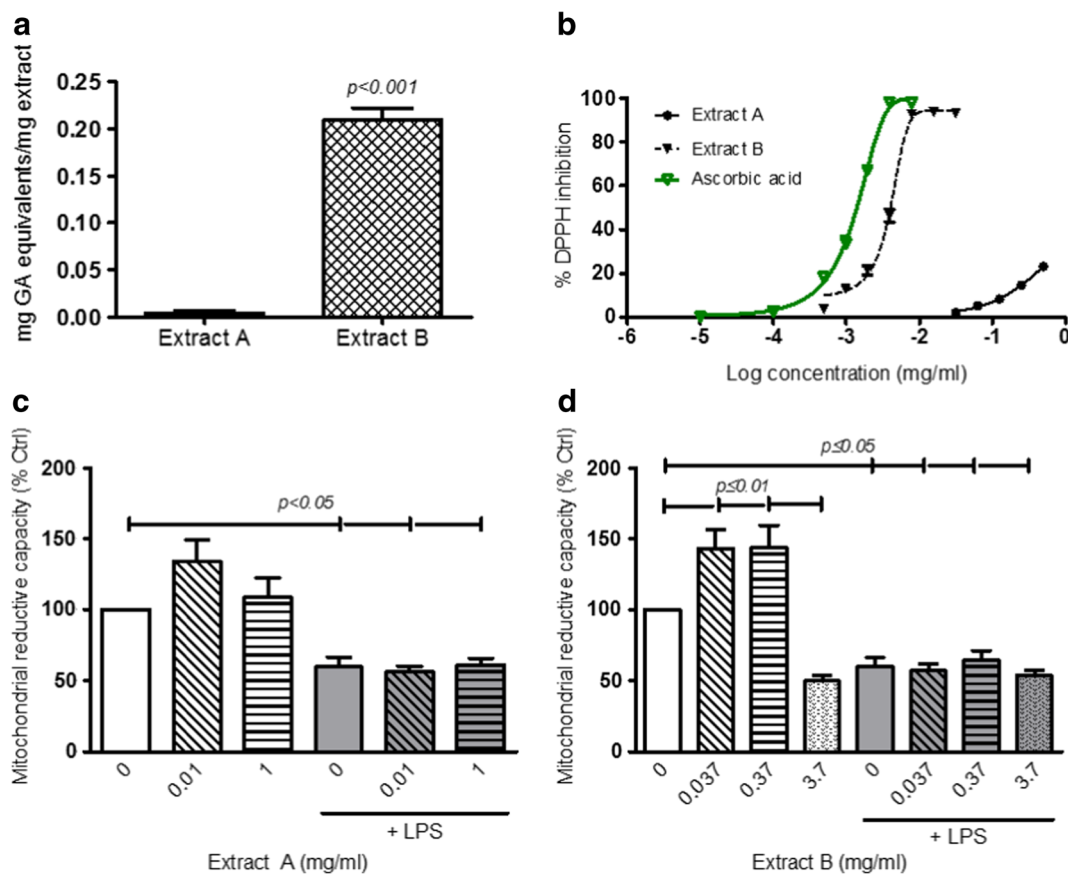 a
mg GA equivalents/mg extract
0.25
0.20
0.15
0.10
0.05
0.00
p<0.001
Extract A
Extract B
b
% DPPH inhibition
100
80
60
40
20
0
Extract A
Extract B
Ascorbic acid
-6
-5
-4
-3
-2
-1
0
Log concentration (mg/ml)
c
Mitochondrial reductive capacity (% Ctrl)
200
150
100
50
0
p<0.05
0
0.01
1
0
0.01
1
+ LPS
Extract A (mg/ml)
d
Mitochondrial reductive capacity (% Ctrl)
200
150
100
50
0
p≤0.05
p≤0.01
0
0.037
0.37
3.7
0
0.037
0.37
3.7
+ LPS
Extract B (mg/ml)